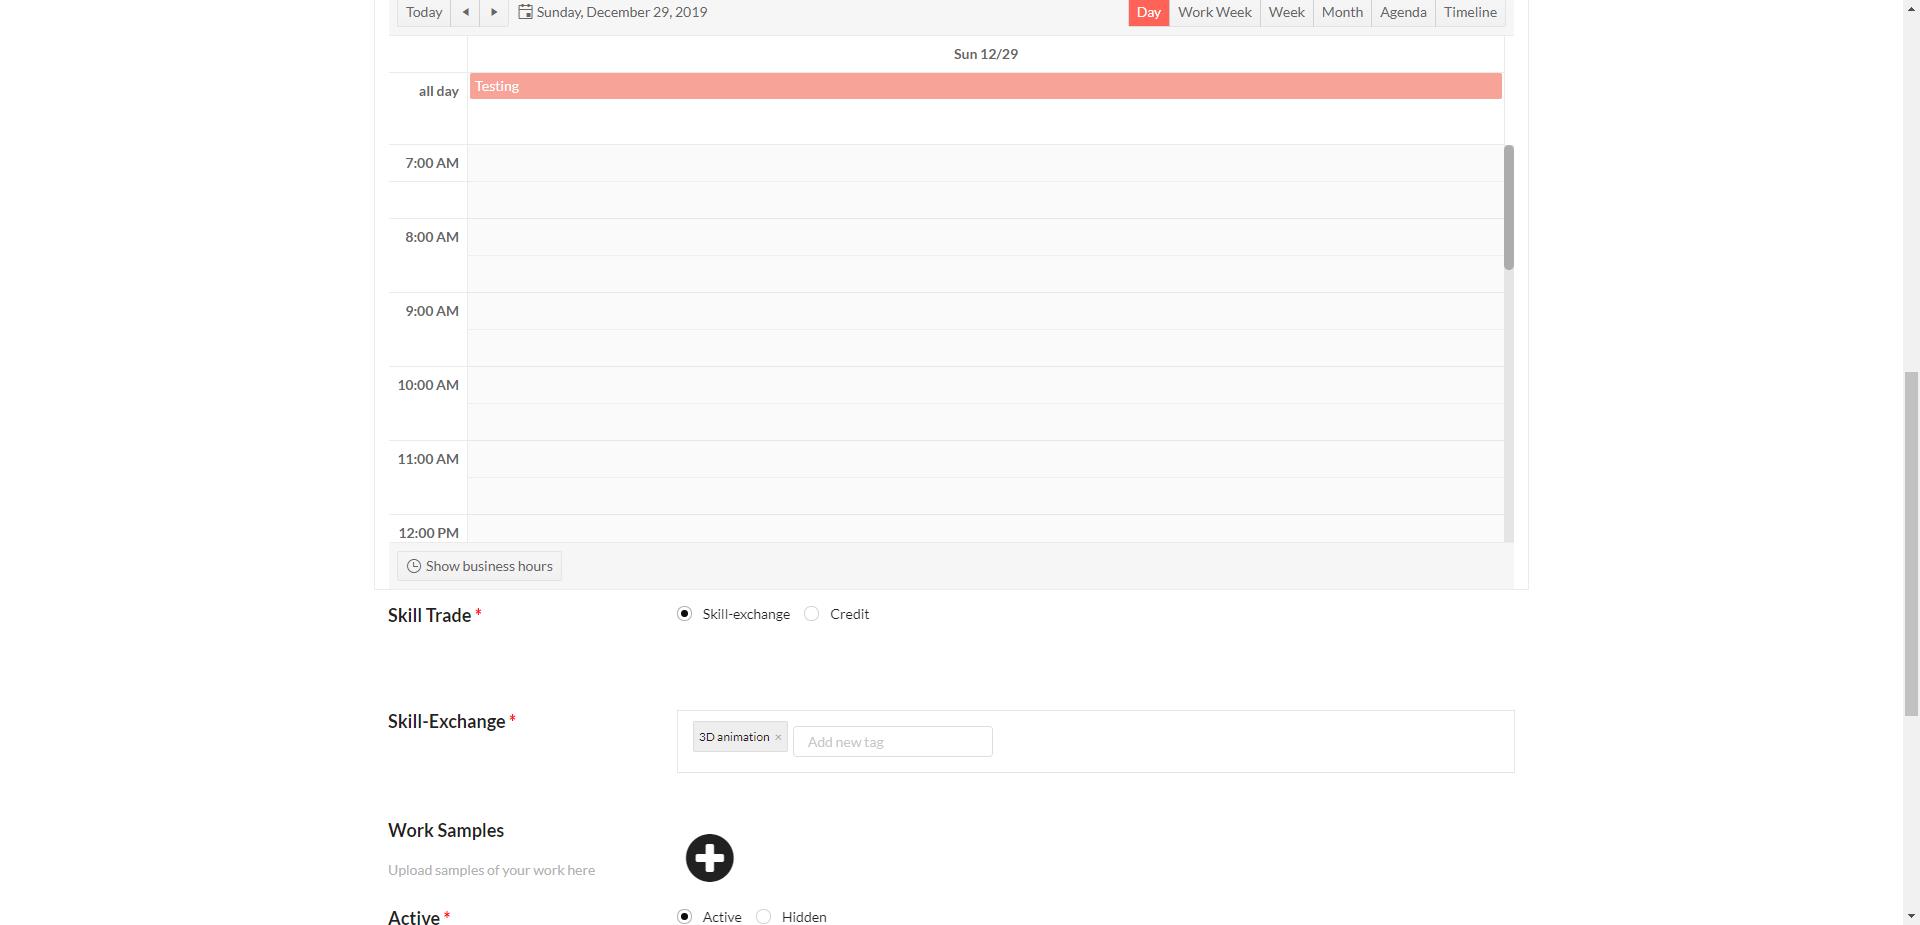 Today Sunday, December 29, 2019 Day Work Week Week Month Agenda Timeline
Sun 12/29
all day Testing
7:00 AM
8:00 AM
9:00 AM
10:00 AM
11:00 AM
12:00 PM
Show business hours
Skill Trade * Skill-exchange Credit
Skill-Exchange * 3D animation × Add new tag
Work Samples
Upload samples of your work here
Active * Active Hidden